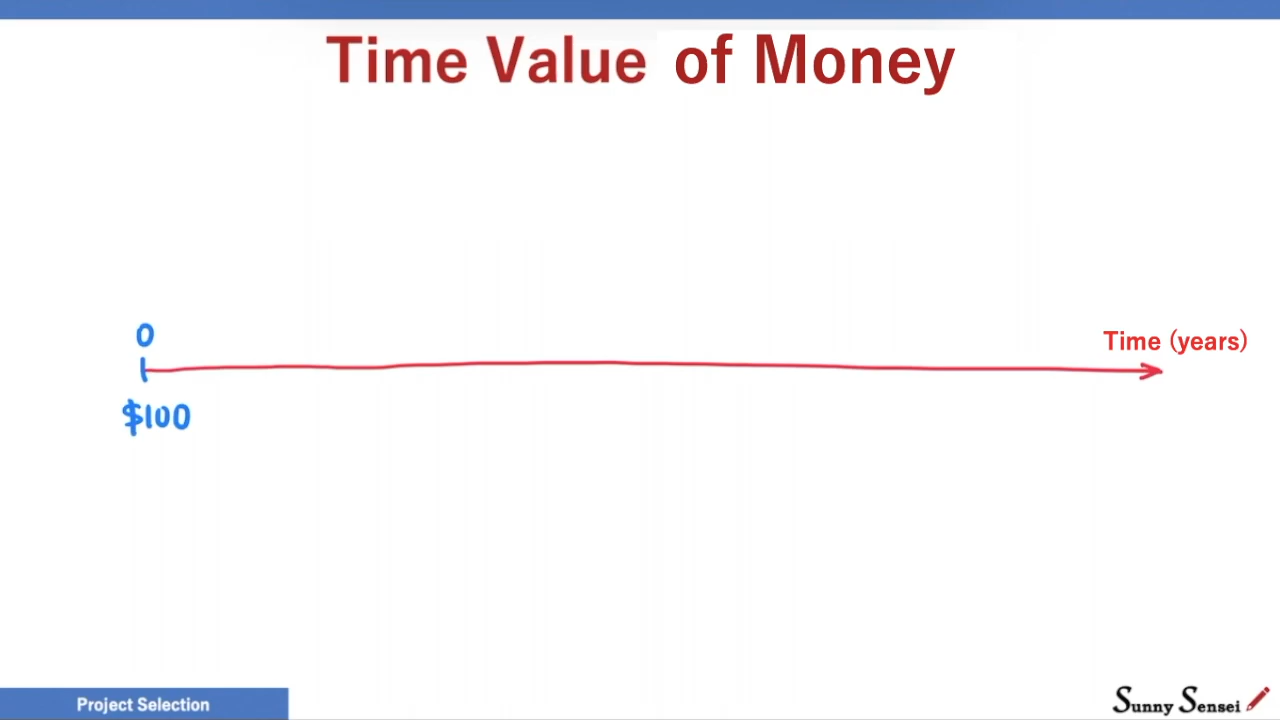 Time Value of Money
0
Time (years)
$100
Project Selection
Sunny Sensei